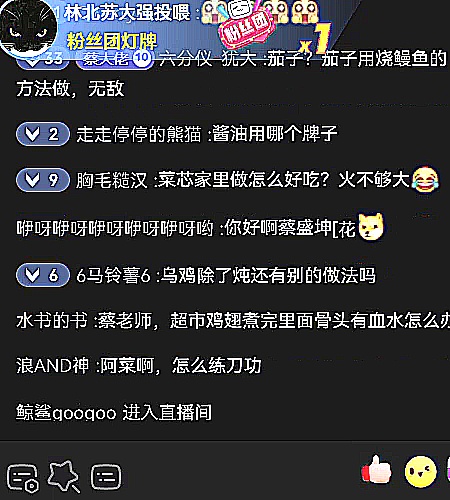 林北苏大强投喂：
粉丝团灯牌
粉丝团
x1
33 蔡大佬 10 六分仪 犹大 :茄子？茄子用烧鳗鱼的
方法做，无敌
2 走走停停的熊猫 :酱油用哪个牌子
9 胸毛糙汉 :菜芯家里做怎么好吃？火不够大
咿呀咿呀咿呀咿呀咿呀咿呀哟 :你好啊蔡盛坤[花
6 6马铃薯6 :乌鸡除了炖还有别的做法吗
水书的书 :蔡老师，超市鸡翅煮完里面骨头有血水怎么办
浪AND神 :阿菜啊，怎么练刀功
鲸鲨googoo 进入直播间